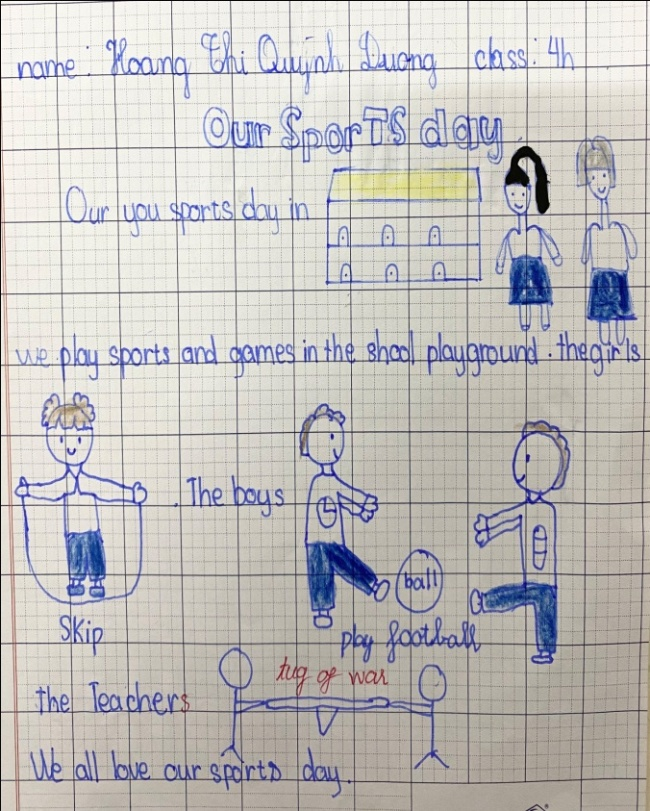 name: Hoang Thi Quỳnh Duong class: 4h
Our SporTS day
Our you sports day in
we play sports and games in the shool playground. the girls
. The boys
ball
Skip
play football
tug of war
the Teachers
We all love our sports day.